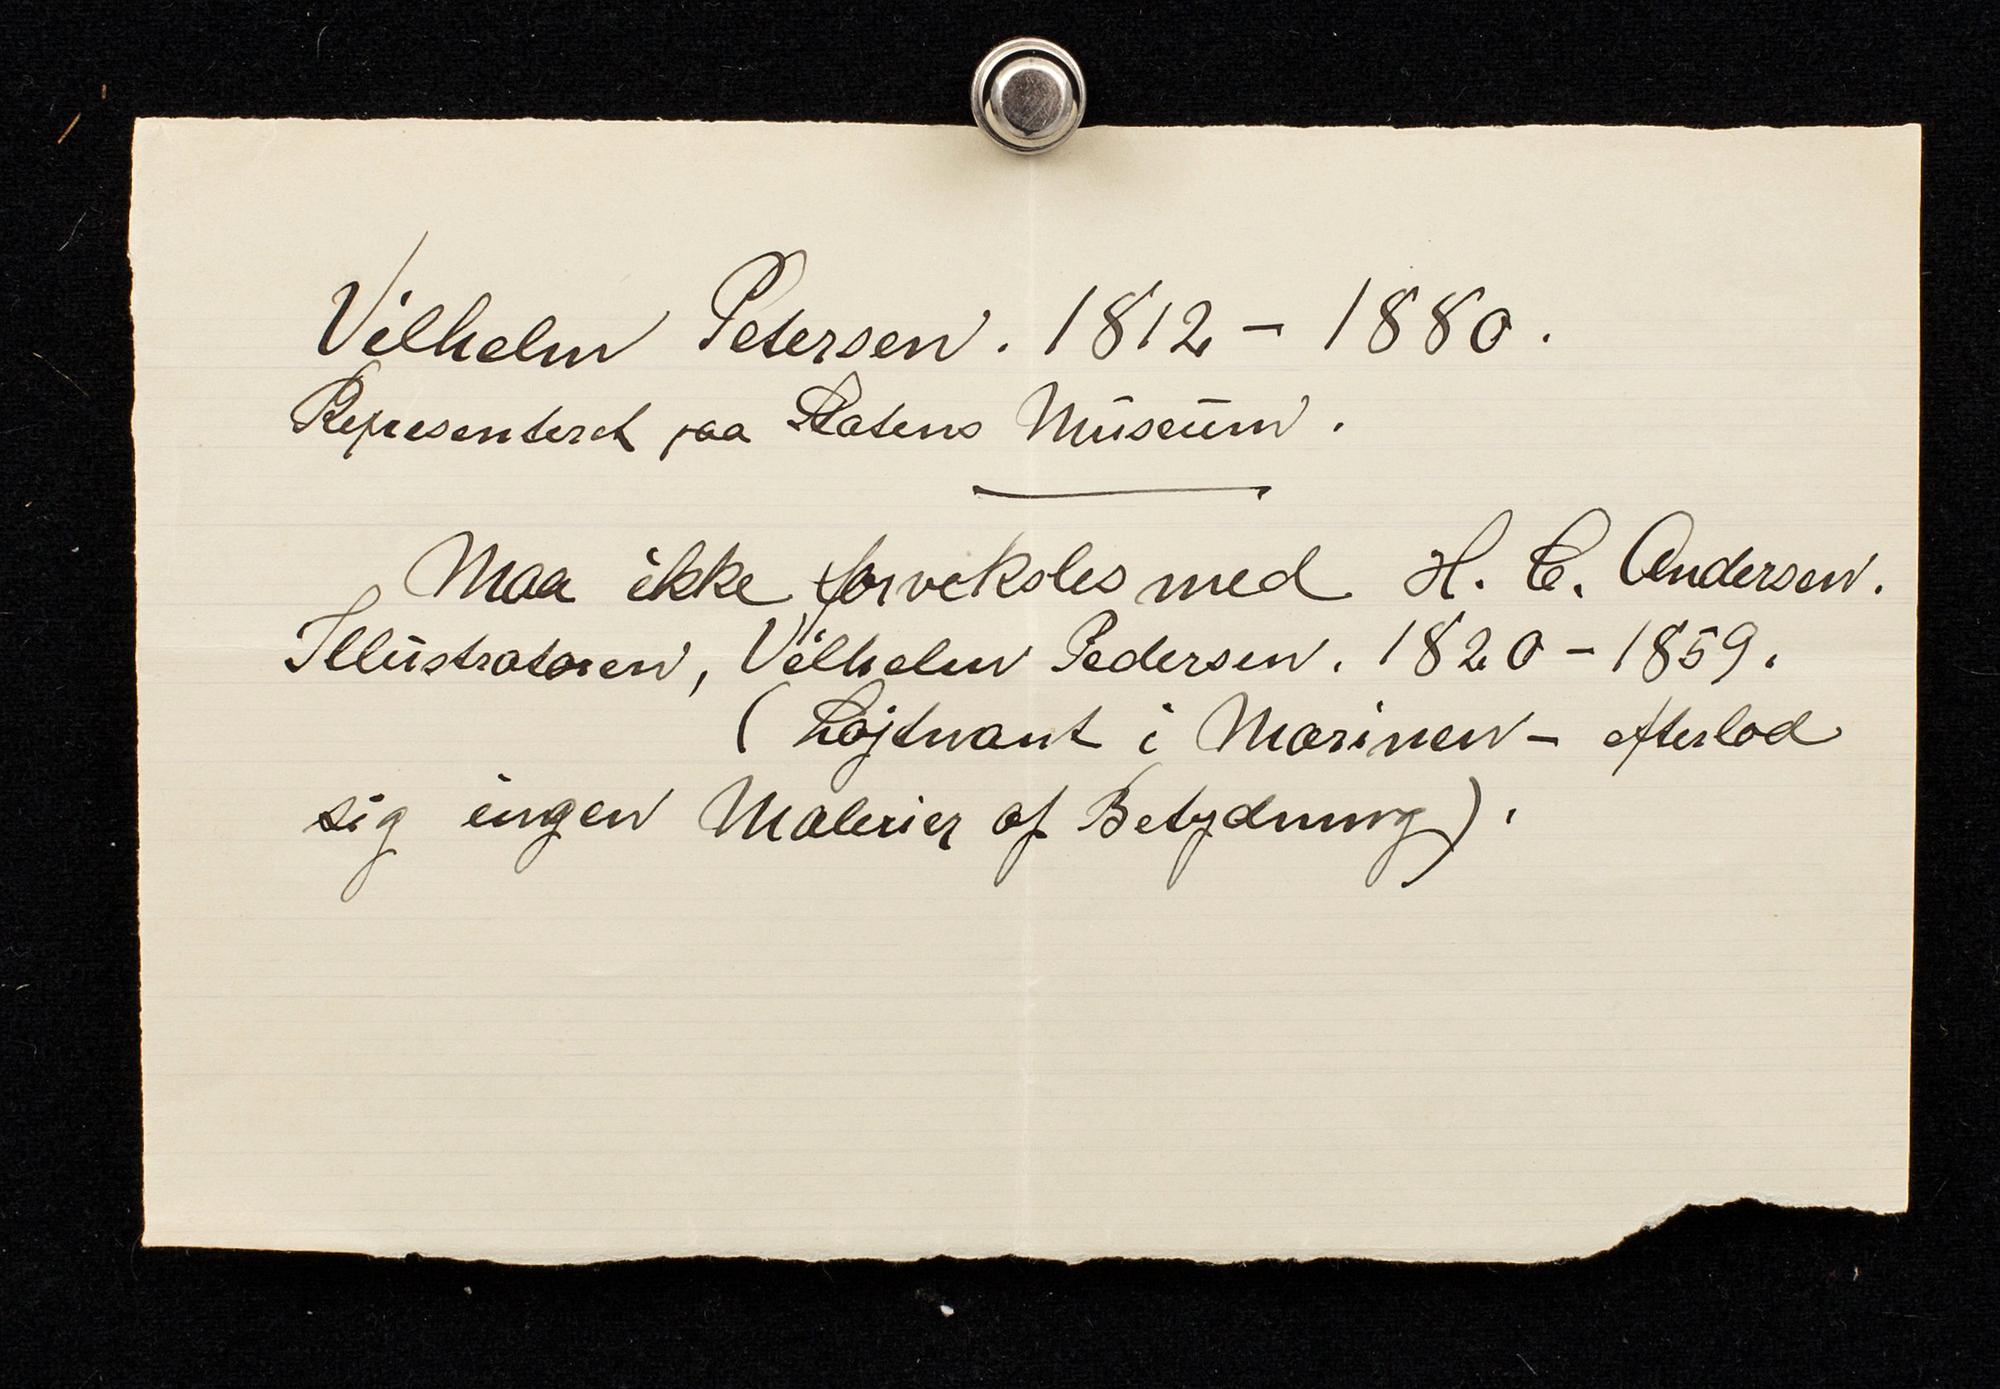 Vilhelm Petersen. 1812 - 1880.
Representeret paa Statens Museum.
Maa ikke forveksles med H. C. Andersen.
Illustratoren, Vilhelm Pedersen. 1820 - 1859.
(Løjtnant i Marinen - efterlod
sig ingen Malerier af Betydning).